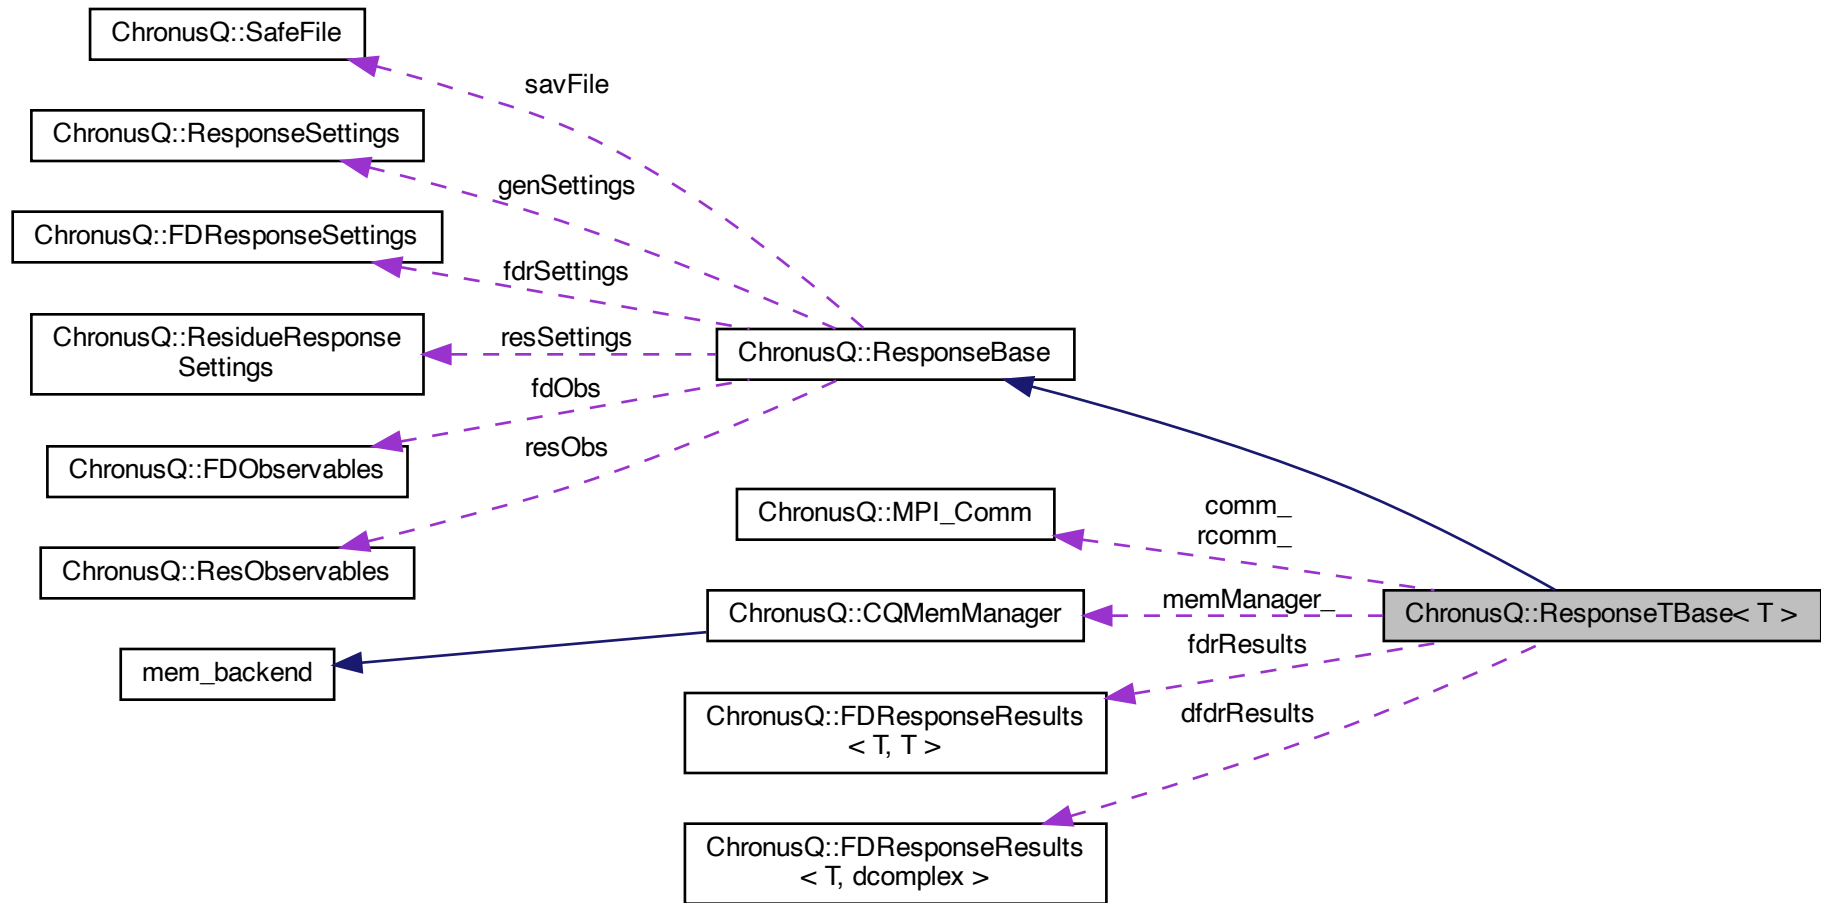 ChronusQ::SafeFile
savFile
ChronusQ::ResponseSettings
genSettings
ChronusQ::FDResponseSettings
fdrSettings
ChronusQ::ResidueResponse
Settings
resSettings
ChronusQ::ResponseBase
fdObs
ChronusQ::FDObservables
resObs
ChronusQ::ResObservables
ChronusQ::MPI_Comm
comm_
rcomm_
ChronusQ::CQMemManager
memManager_
ChronusQ::ResponseTBase< T >
mem_backend
fdrResults
ChronusQ::FDResponseResults
< T, T >
dfdrResults
ChronusQ::FDResponseResults
< T, dcomplex >